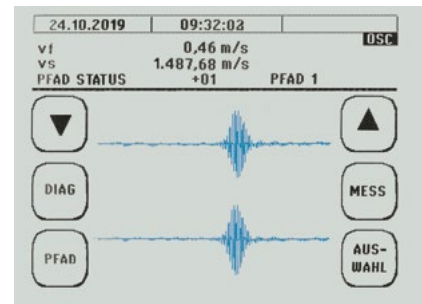 24.10.2019 09:32:02
OSC
vf 0,46 m/s
vs 1.487,68 m/s
PFAD STATUS +01 PFAD 1
DIAG
MESS
PFAD
AUS-
WAHL